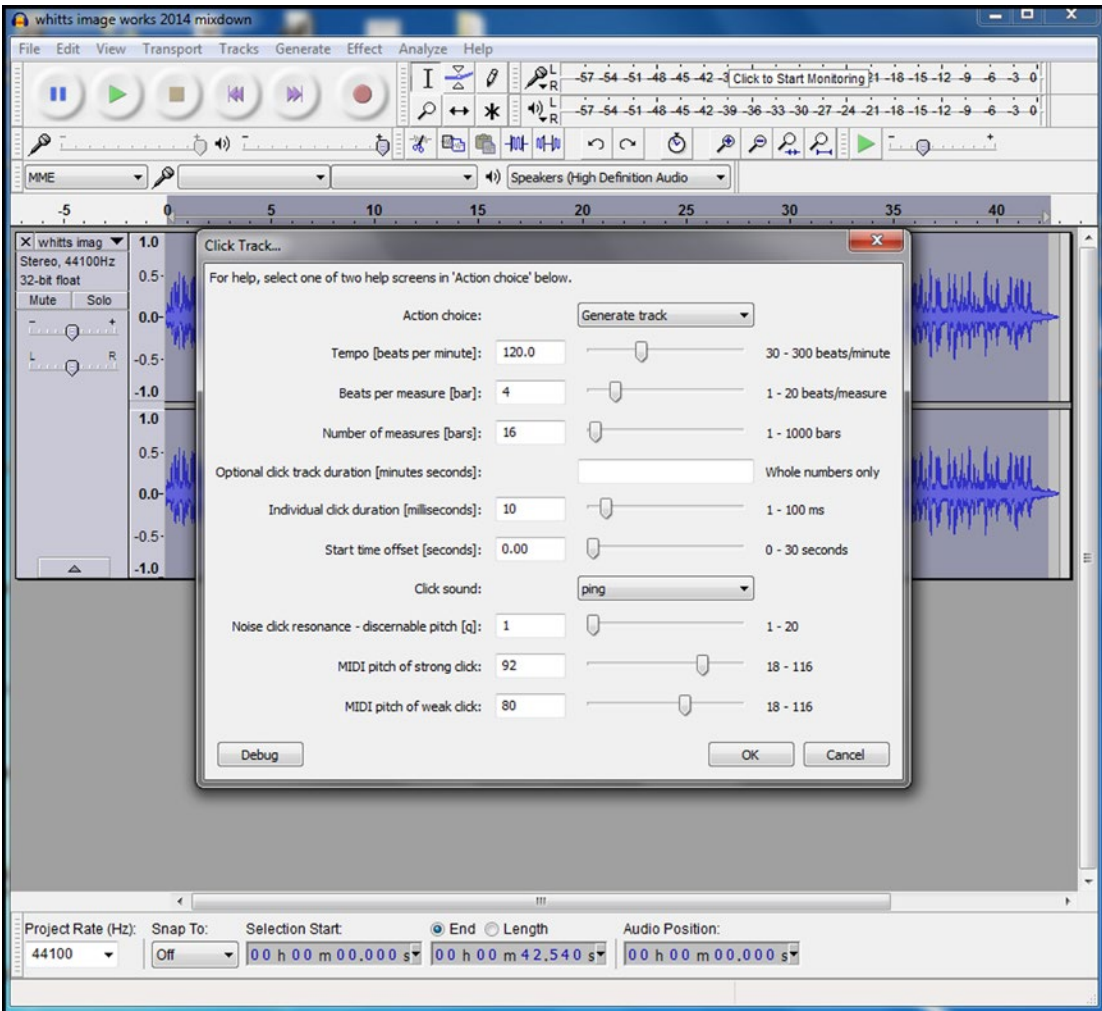 whitts image works 2014 mixdown
File Edit View Transport Tracks Generate Effect Analyze Help
L
R
-57 -54 -51 -48 -45 -42 -3 Click to Start Monitoring 21 -18 -15 -12 -9 -6 -3 0
L
R
-57 -54 -51 -48 -45 -42 -39 -36 -33 -30 -27 -24 -21 -18 -15 -12 -9 -6 -3 0
MME Speakers (High Definition Audio
-5 0 5 10 15 20 25 30 35 40
X whitts imag 1.0
Stereo, 44100Hz
32-bit float
0.5
Mute Solo
0.0
- +
L R
-0.5
-1.0
1.0
0.5
0.0
-0.5
-1.0
Click Track...
For help, select one of two help screens in 'Action choice' below.
Action choice: Generate track
Tempo [beats per minute]: 120.0 30 - 300 beats/minute
Beats per measure [bar]: 4 1 - 20 beats/measure
Number of measures [bars]: 16 1 - 1000 bars
Optional click track duration [minutes seconds]: Whole numbers only
Individual click duration [milliseconds]: 10 1 - 100 ms
Start time offset [seconds]: 0.00 0 - 30 seconds
Click sound: ping
Noise click resonance - discernable pitch [q]: 1 1 - 20
MIDI pitch of strong click: 92 18 - 116
MIDI pitch of weak click: 80 18 - 116
Debug OK Cancel
Project Rate (Hz): Snap To: Selection Start: End Length Audio Position:
44100 Off 00 h 00 m 00.000 s 00 h 00 m 42.540 s 00 h 00 m 00.000 s